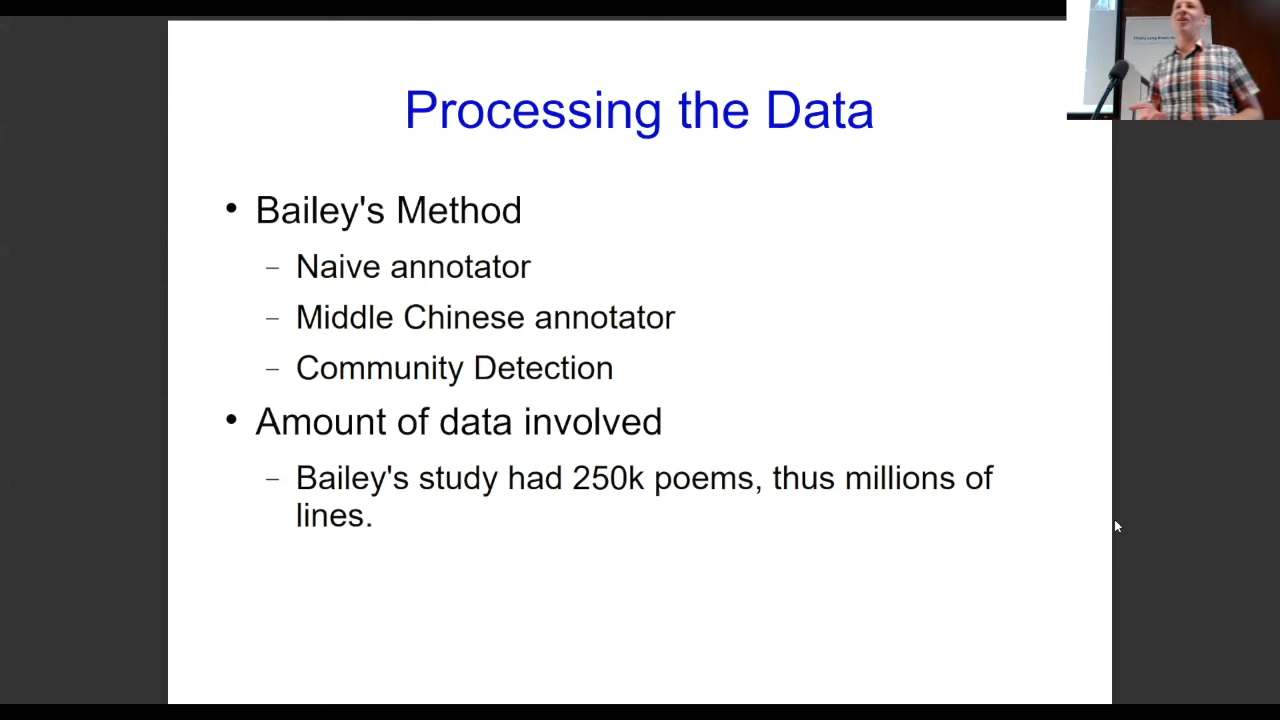 Processing the Data
• Bailey's Method
– Naive annotator
– Middle Chinese annotator
– Community Detection
• Amount of data involved
– Bailey's study had 250k poems, thus millions of
lines.